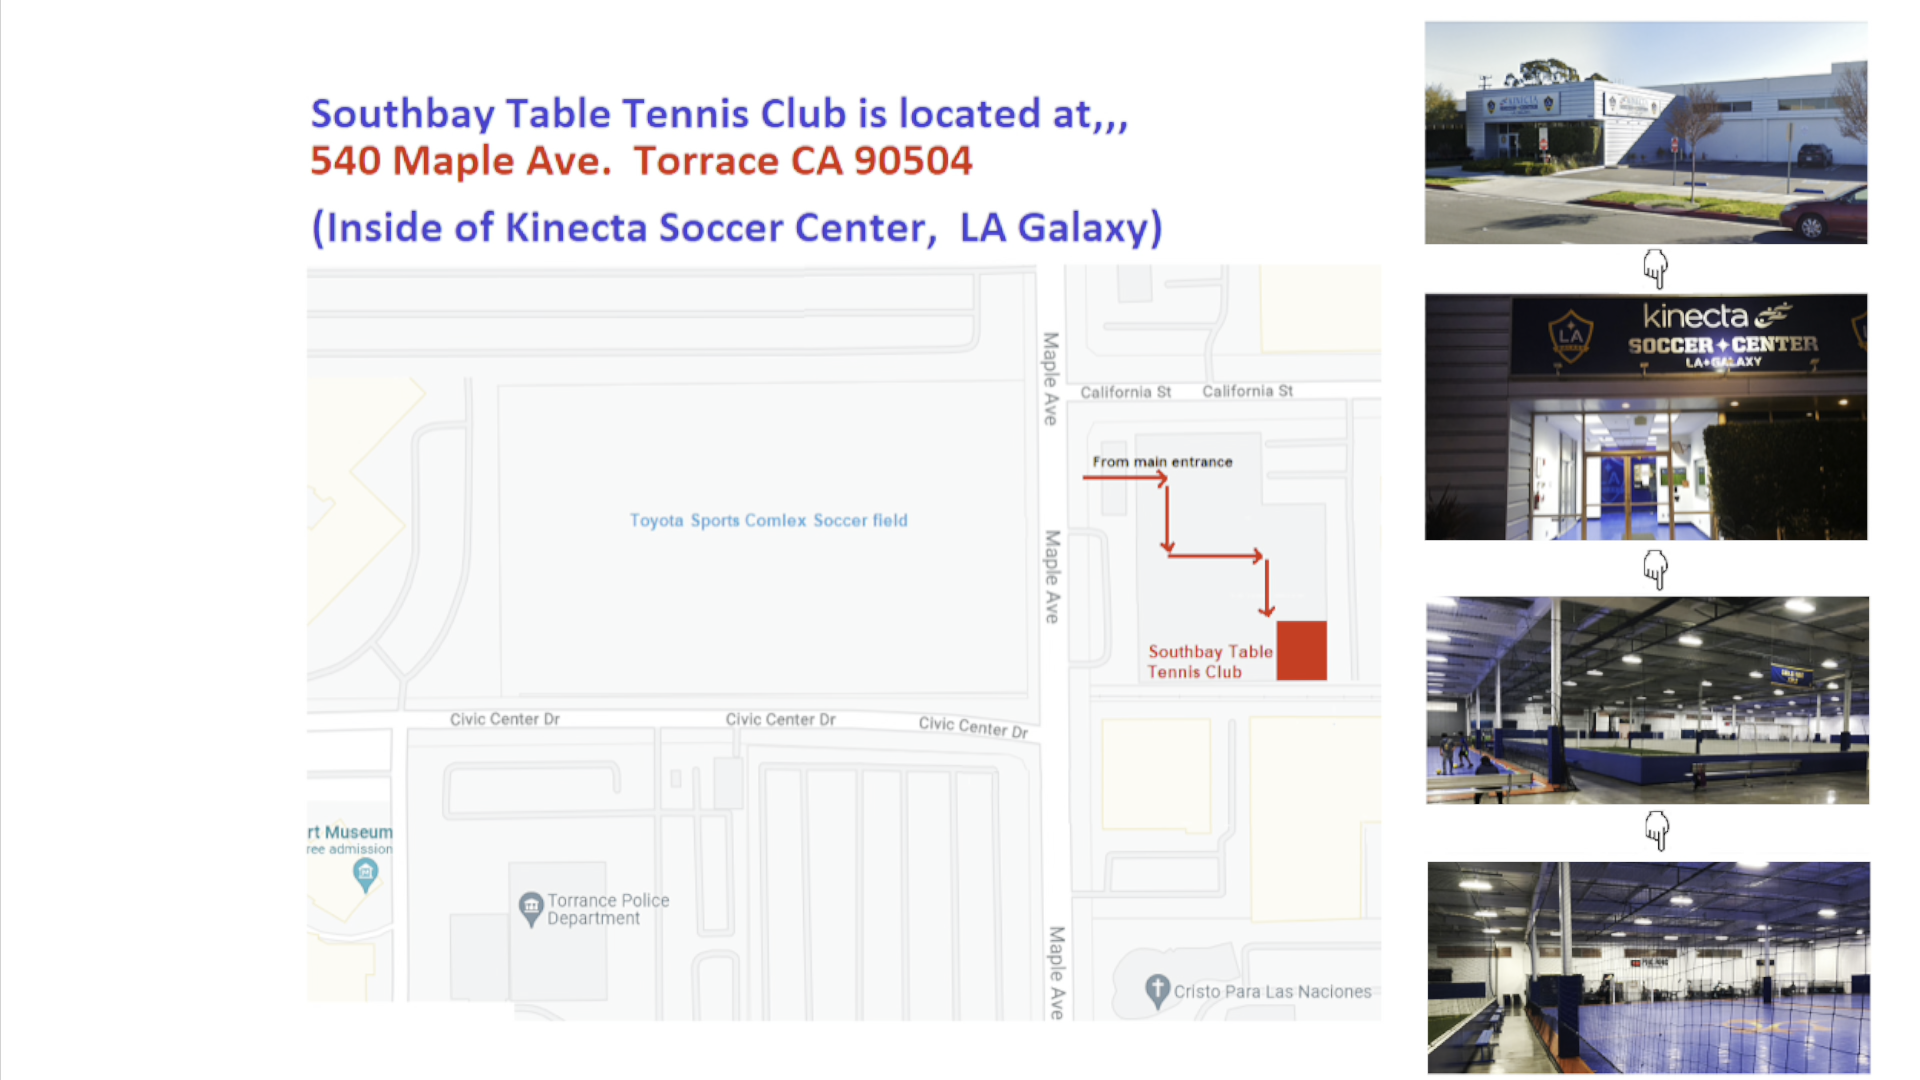 Southbay Table Tennis Club is located at,,,
540 Maple Ave.  Torrace CA 90504
(Inside of Kinecta Soccer Center,  LA Galaxy)
Maple Ave
California St
California St
From main entrance
Toyota Sports Comlex Soccer field
Maple Ave
Southbay Table
Tennis Club
Civic Center Dr
Civic Center Dr
Civic Center Dr
rt Museum
ree admission
Torrance Police
Department
Maple Ave
Cristo Para Las Naciones
KINECTA
kinecta
SOCCER CENTER
LA GALAXY
LA